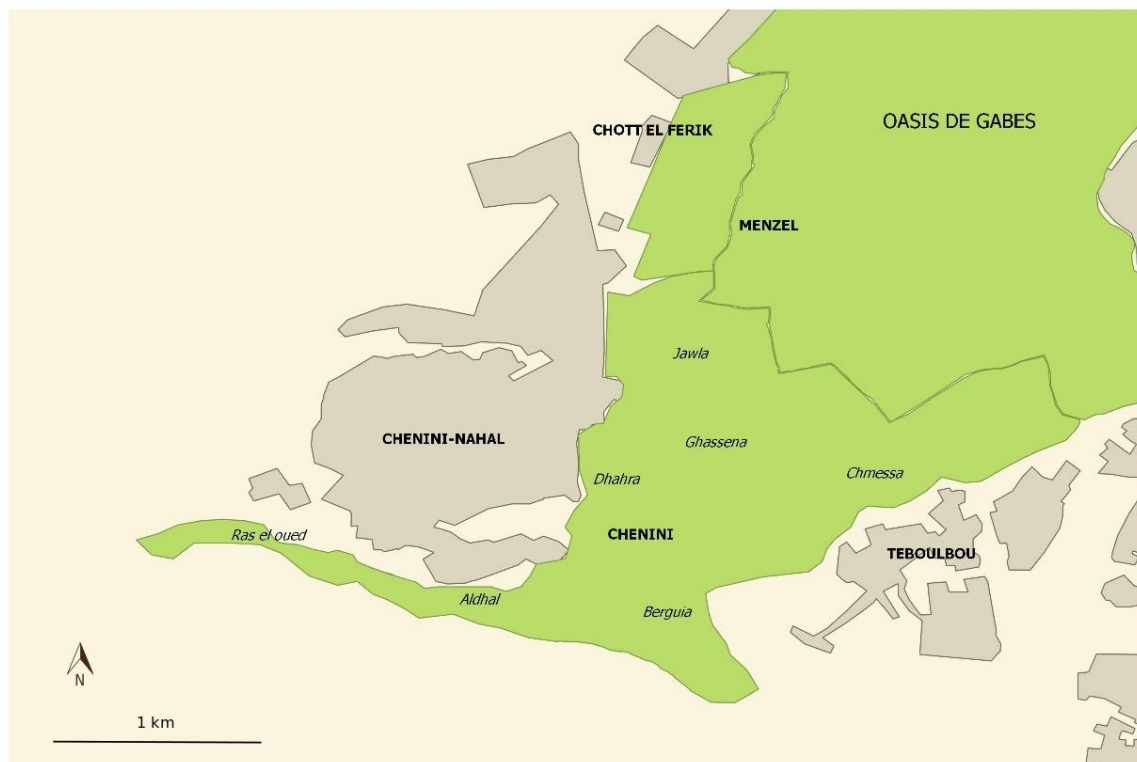 OASIS DE GABES
CHOTT EL FERIK
MENZEL
Jawla
CHENINI-NAHAL
Ghassena
Dhahra
Chmessa
Ras el oued
CHENINI
TEBOULBOU
Aldhal
Berguia
N
1 km